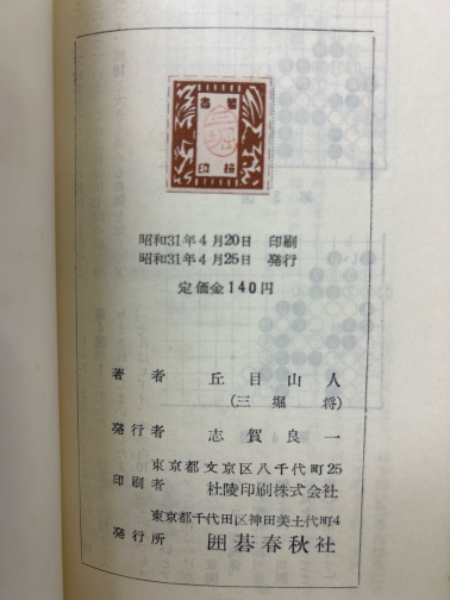 著者
三堀
検印
昭和31年4月20日 印刷
昭和31年4月25日 発行
定価金140円
著者 丘目山人
(三堀将)
発行者 志賀良一
東京都文京区八千代町25
印刷者 杜陵印刷株式会社
東京都千代田区神田美土代町4
発行所 囲碁春秋社